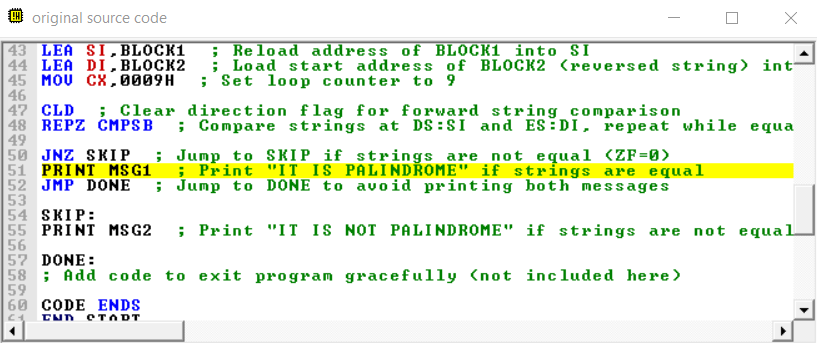 original source code
43 LEA SI,BLOCK1 ; Reload address of BLOCK1 into SI
44 LEA DI,BLOCK2 ; Load start address of BLOCK2 (reversed string) int
45 MOV CX,0009H ; Set loop counter to 9
46
47 CLD ; Clear direction flag for forward string comparison
48 REPZ CMPSB ; Compare strings at DS:SI and ES:DI, repeat while equa
49
50 JNZ SKIP ; Jump to SKIP if strings are not equal (ZF=0)
51 PRINT MSG1 ; Print "IT IS PALINDROME" if strings are equal
52 JMP DONE ; Jump to DONE to avoid printing both messages
53
54 SKIP:
55 PRINT MSG2 ; Print "IT IS NOT PALINDROME" if strings are not equal
56
57 DONE:
58 ; Add code to exit program gracefully (not included here)
59
60 CODE ENDS
61 END START